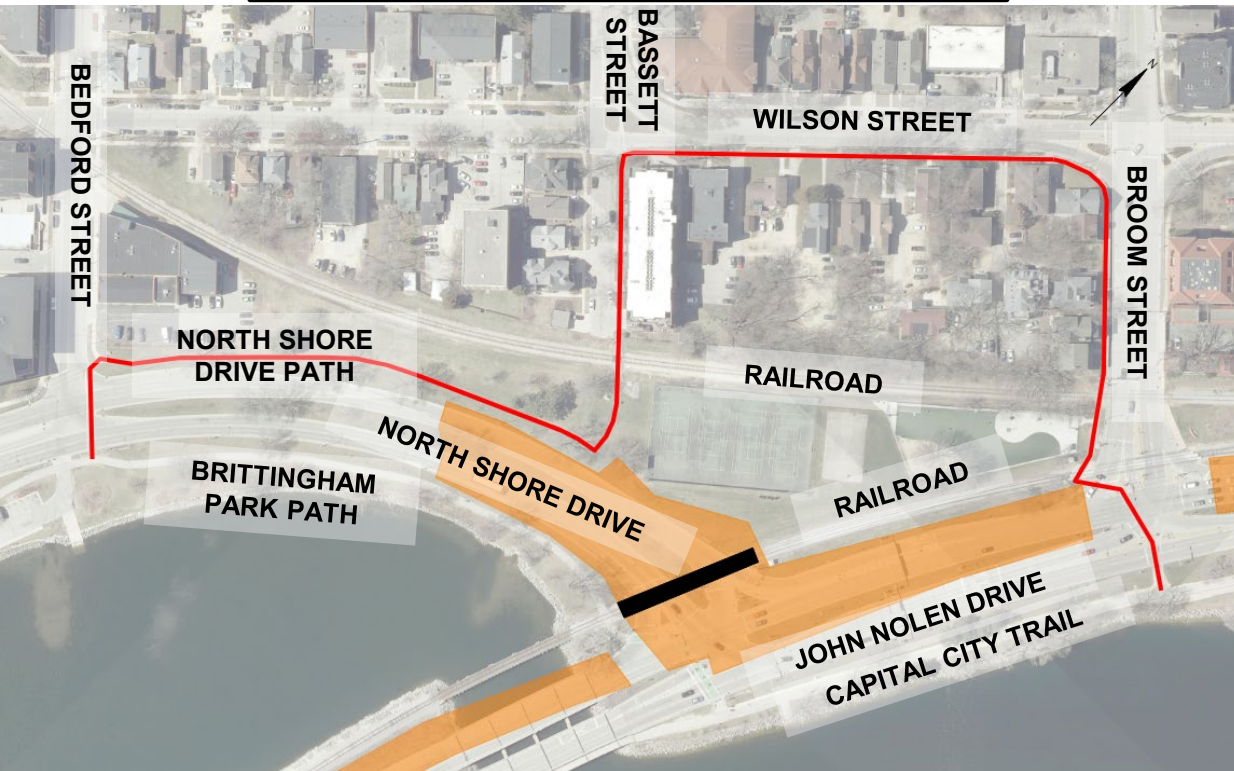 BASSETT
STREET
BEDFORD STREET
WILSON STREET
N
BROOM STREET
NORTH SHORE
DRIVE PATH
RAILROAD
NORTH SHORE DRIVE
BRITTINGHAM
PARK PATH
RAILROAD
JOHN NOLEN DRIVE
CAPITAL CITY TRAIL